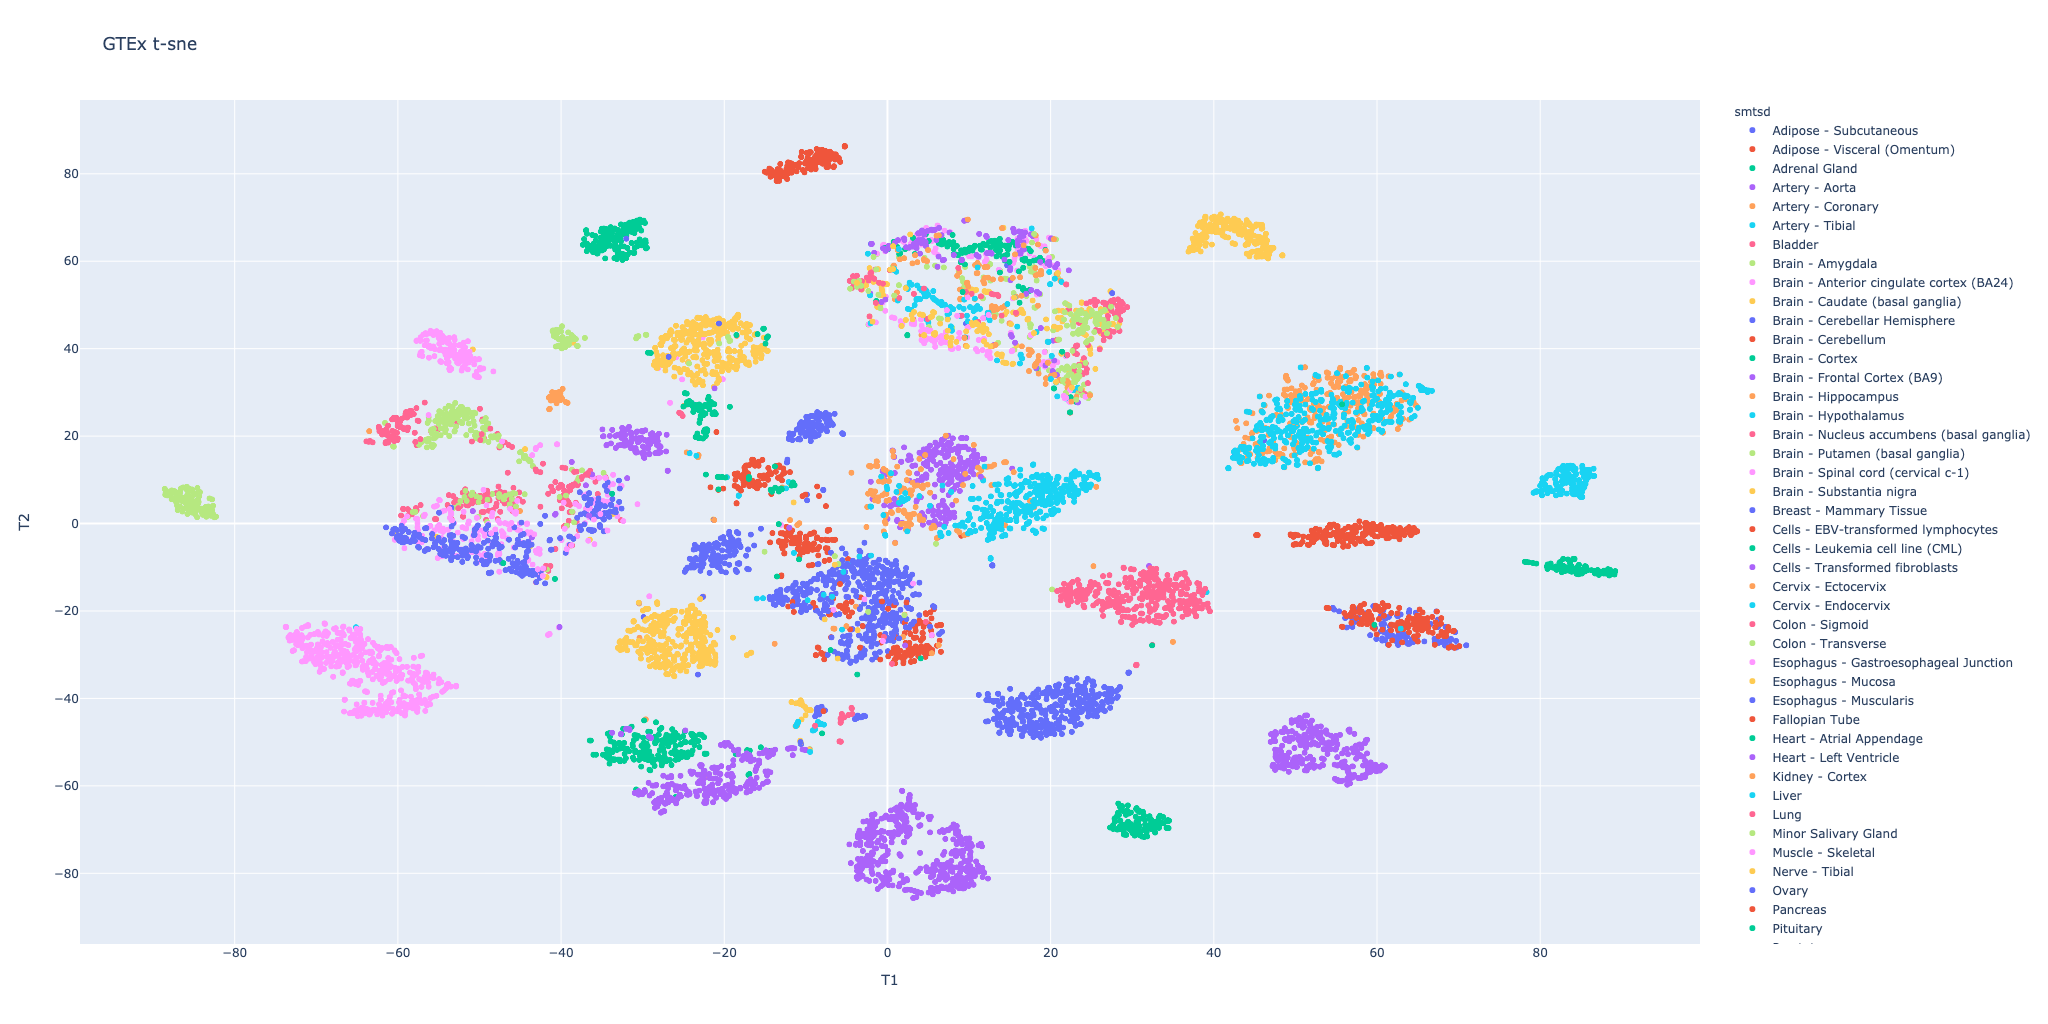 GTEx t-sne
smtsd
Adipose - Subcutaneous
Adipose - Visceral (Omentum)
Adrenal Gland
Artery - Aorta
Artery - Coronary
Artery - Tibial
Bladder
Brain - Amygdala
Brain - Anterior cingulate cortex (BA24)
Brain - Caudate (basal ganglia)
Brain - Cerebellar Hemisphere
Brain - Cerebellum
Brain - Cortex
Brain - Frontal Cortex (BA9)
Brain - Hippocampus
Brain - Hypothalamus
Brain - Nucleus accumbens (basal ganglia)
Brain - Putamen (basal ganglia)
Brain - Spinal cord (cervical c-1)
Brain - Substantia nigra
Breast - Mammary Tissue
Cells - EBV-transformed lymphocytes
Cells - Leukemia cell line (CML)
Cells - Transformed fibroblasts
Cervix - Ectocervix
Cervix - Endocervix
Colon - Sigmoid
Colon - Transverse
Esophagus - Gastroesophageal Junction
Esophagus - Mucosa
Esophagus - Muscularis
Fallopian Tube
Heart - Atrial Appendage
Heart - Left Ventricle
Kidney - Cortex
Liver
Lung
Minor Salivary Gland
Muscle - Skeletal
Nerve - Tibial
Ovary
Pancreas
Pituitary
80
60
40
20
0
−20
−40
−60
−80
T2
−80
−60
−40
−20
0
20
40
60
80
T1